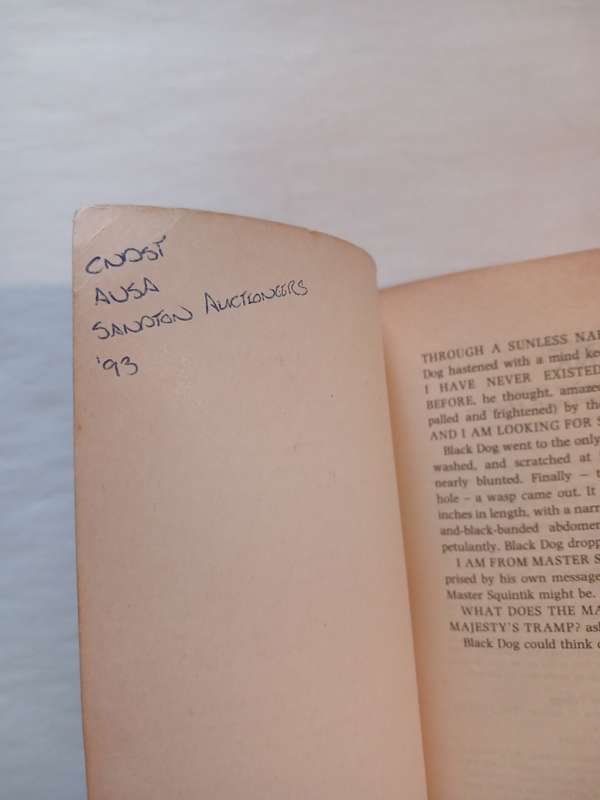 CNDST
AUSA
SANDTON AUCTIONEERS
'93
THROUGH A SUNLESS
Dog hastened with a mind
I HAVE NEVER EXISTED
BEFORE, he thought,
palled and frightened) by
AND I AM LOOKING FOR
Black Dog went to the only
washed, and scratched at
nearly blunted. Finally –
hole – a wasp came out. It
inches in length, with a
and-black-banded
petulantly. Black Dog
I AM FROM MASTER
prised by his own message
Master Squintik might be.
WHAT DOES THE
MAJESTY'S TRAMP?
Black Dog could think